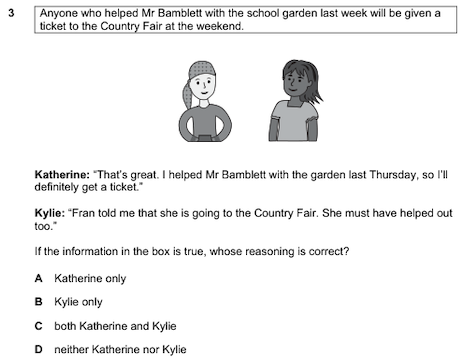 3 Anyone who helped Mr Bamblett with the school garden last week will be given a
ticket to the Country Fair at the weekend.
Katherine: "That's great. I helped Mr Bamblett with the garden last Thursday, so I'll
definitely get a ticket."
Kylie: "Fran told me that she is going to the Country Fair. She must have helped out
too."
If the information in the box is true, whose reasoning is correct?
A Katherine only
B Kylie only
C both Katherine and Kylie
D neither Katherine nor Kylie